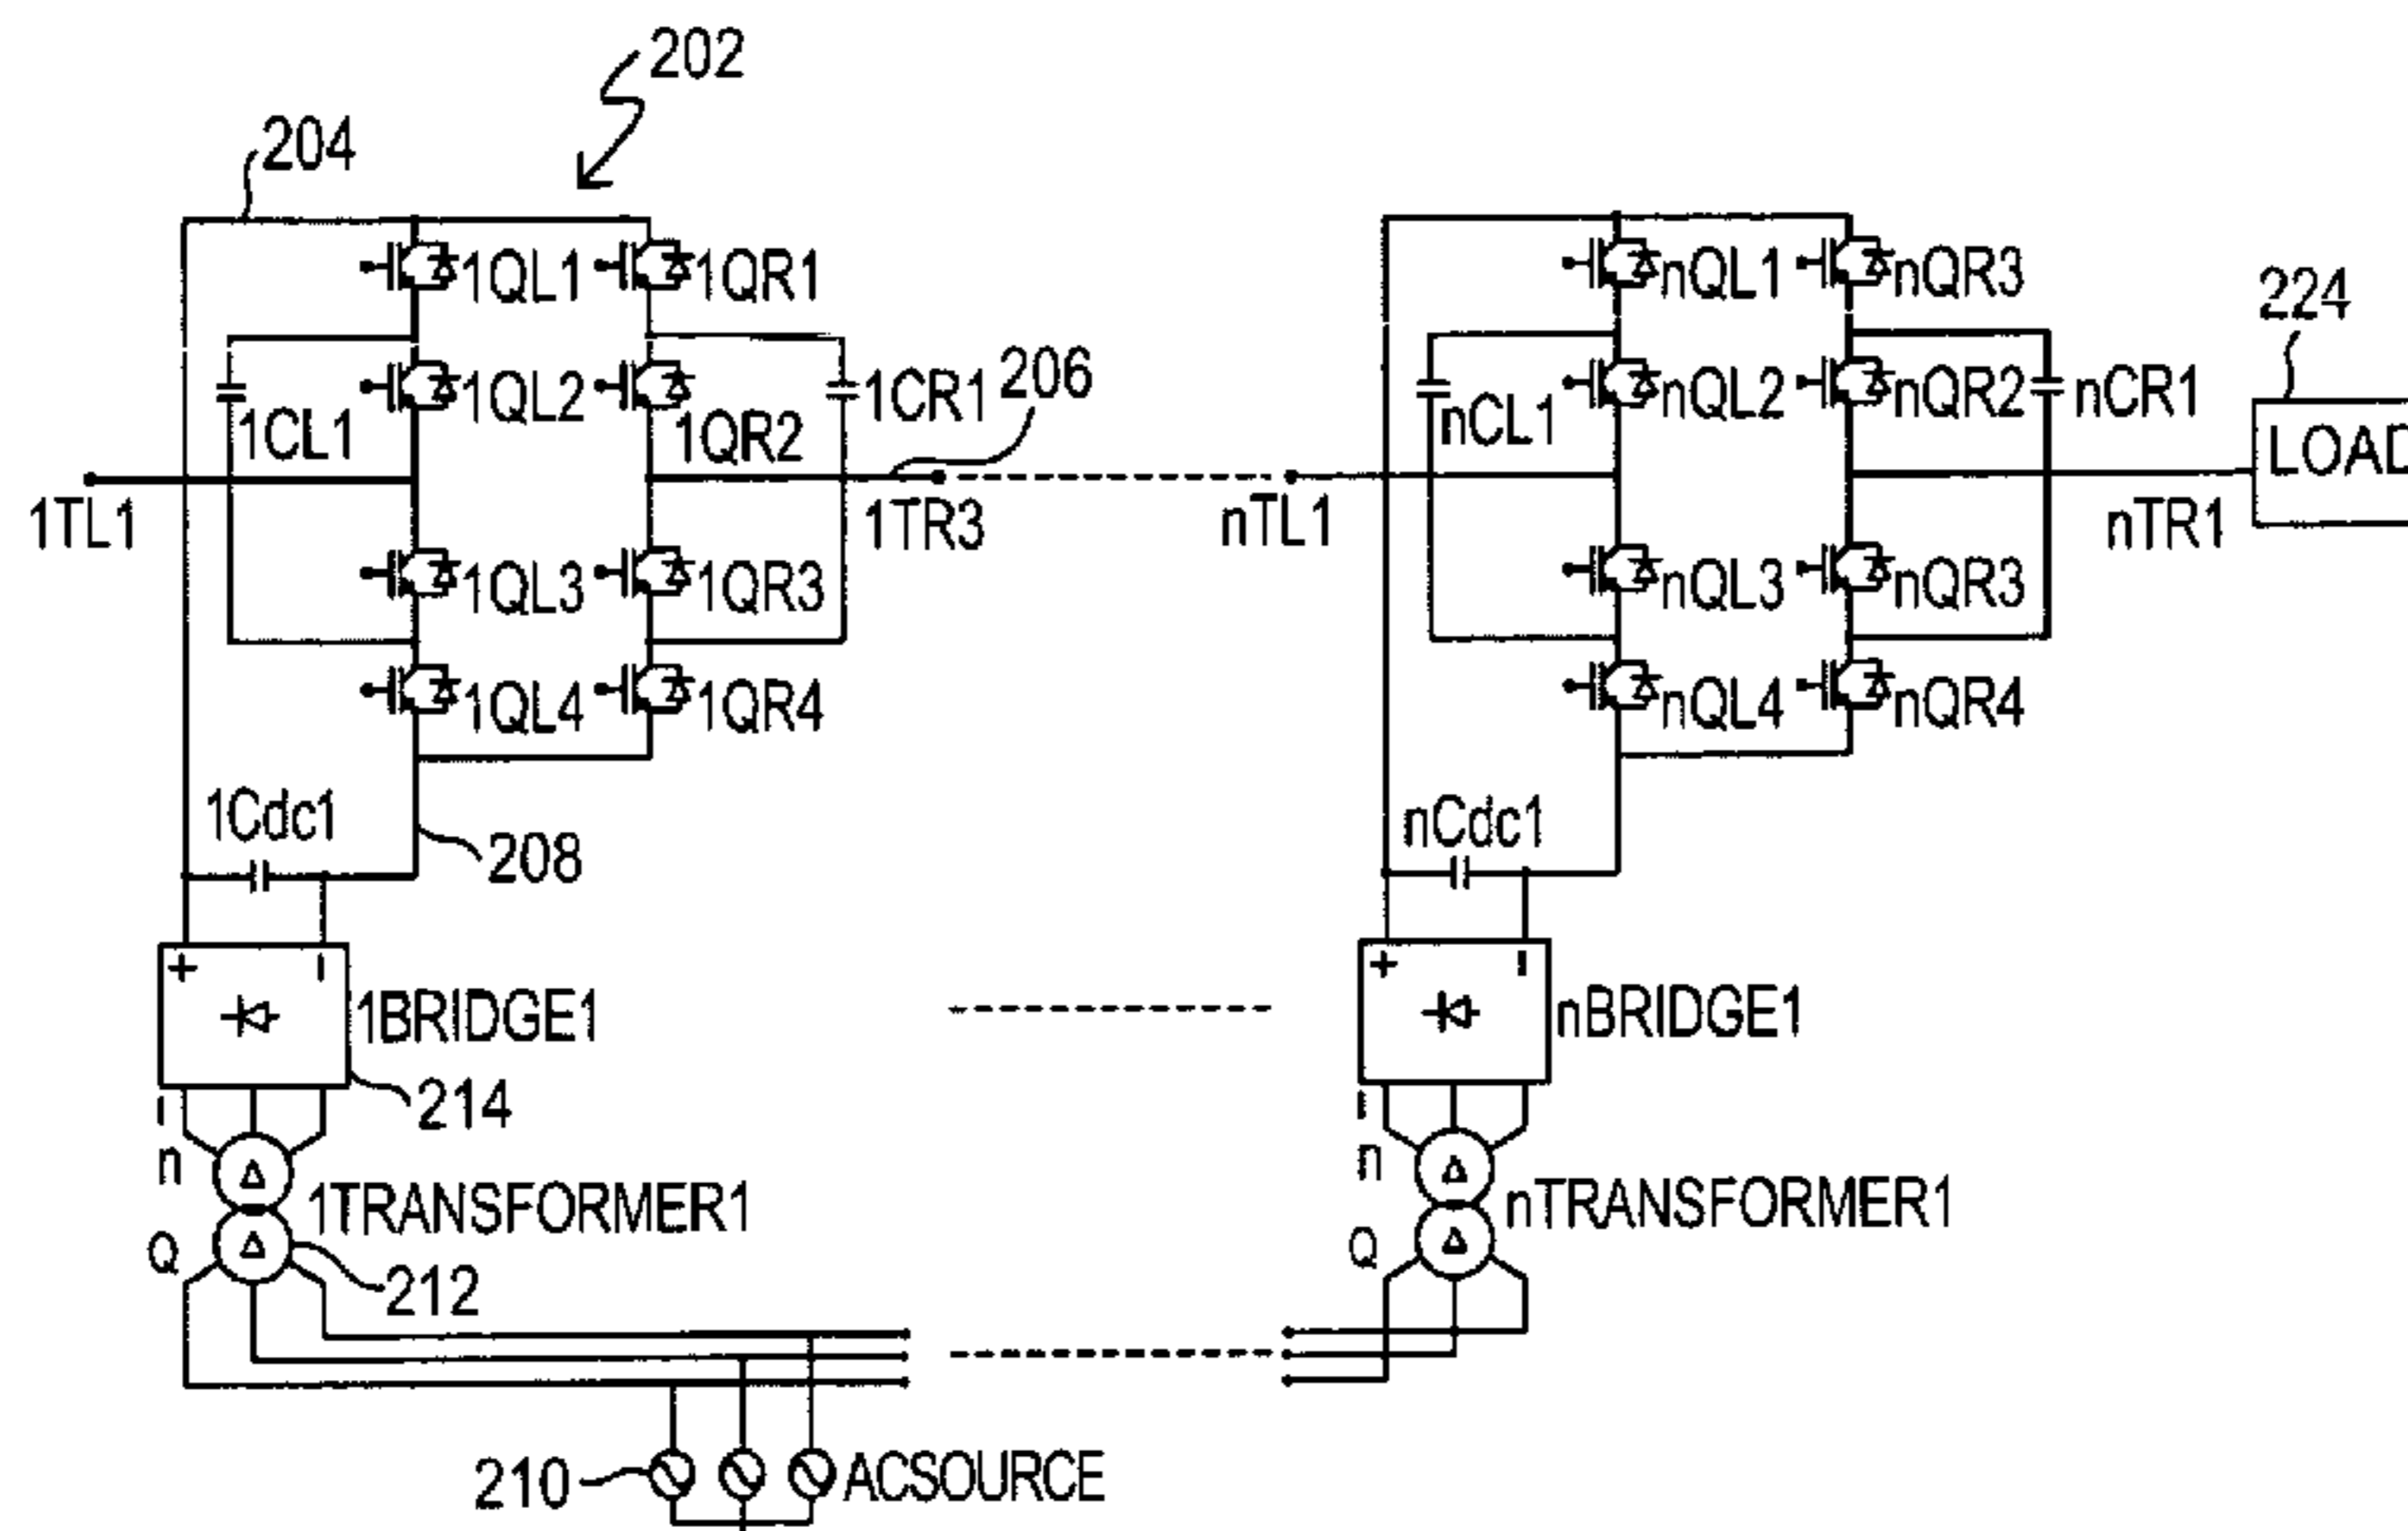 202
204
1QL1
1QR1
nQL1
nQR3
224
1QL2
1CR1
206
nQL2
nQR2
nCR1
1CL1
1QR2
nCL1
LOAD
1TL1
1TR3
nTL1
nTR1
1QL3
1QR3
nQL3
nQR3
1QL4
1QR4
nQL4
nQR4
1Cdc1
208
nCdc1
+ -
+ -
1BRIDGE1
nBRIDGE1
214
n
n
1TRANSFORMER1
nTRANSFORMER1
Q
Q
212
210
ACSOURCE